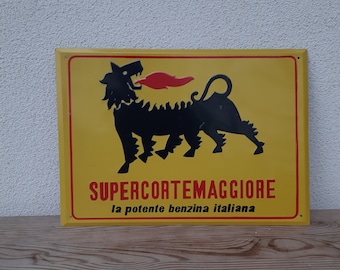 SUPERCORTEMAGGIORE
la potente benzina italiana